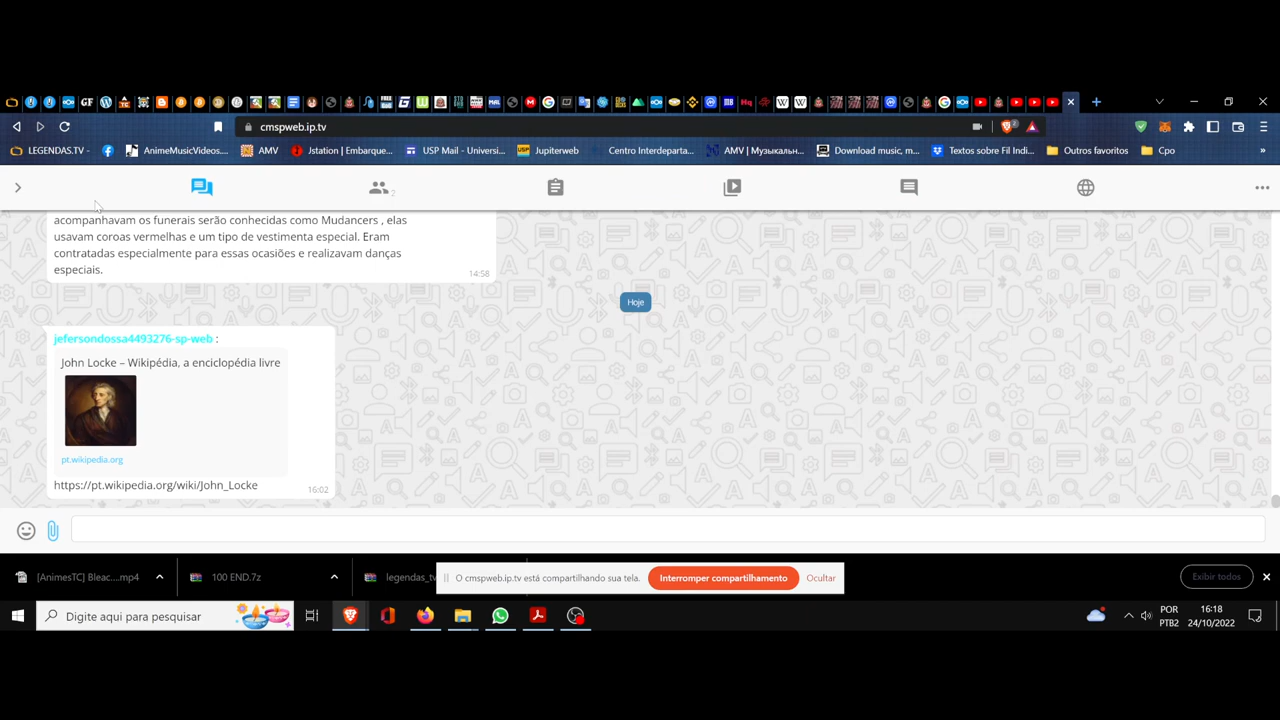 GF
Hq
cmspweb.ip.tv
2
LEGENDAS.TV -
AnimeMusicVideos...
AMV
Jstation | Embarque...
USP Mail - Universi...
Jupiterweb
Centro Interdeparta...
AMV | Музыкальн...
Download music, m...
Textos sobre Fil Indi...
Outros favoritos
Cpo
2
acompanhavam os funerais serão conhecidas como Mudancers , elas
usavam coroas vermelhas e um tipo de vestimenta especial. Eram
contratadas especialmente para essas ocasiões e realizavam danças
especiais.
14:58
Hoje
jefersondossa4493276-sp-web :
John Locke – Wikipédia, a enciclopédia livre
pt.wikipedia.org
https://pt.wikipedia.org/wiki/John_Locke
16:02
[AnimesTC] Bleac....mp4
100 END.7z
legendas_tv
O cmspweb.ip.tv está compartilhando sua tela.
Interromper compartilhamento
Ocultar
Exibir todos
Digite aqui para pesquisar
POR
PTB2
16:18
24/10/2022